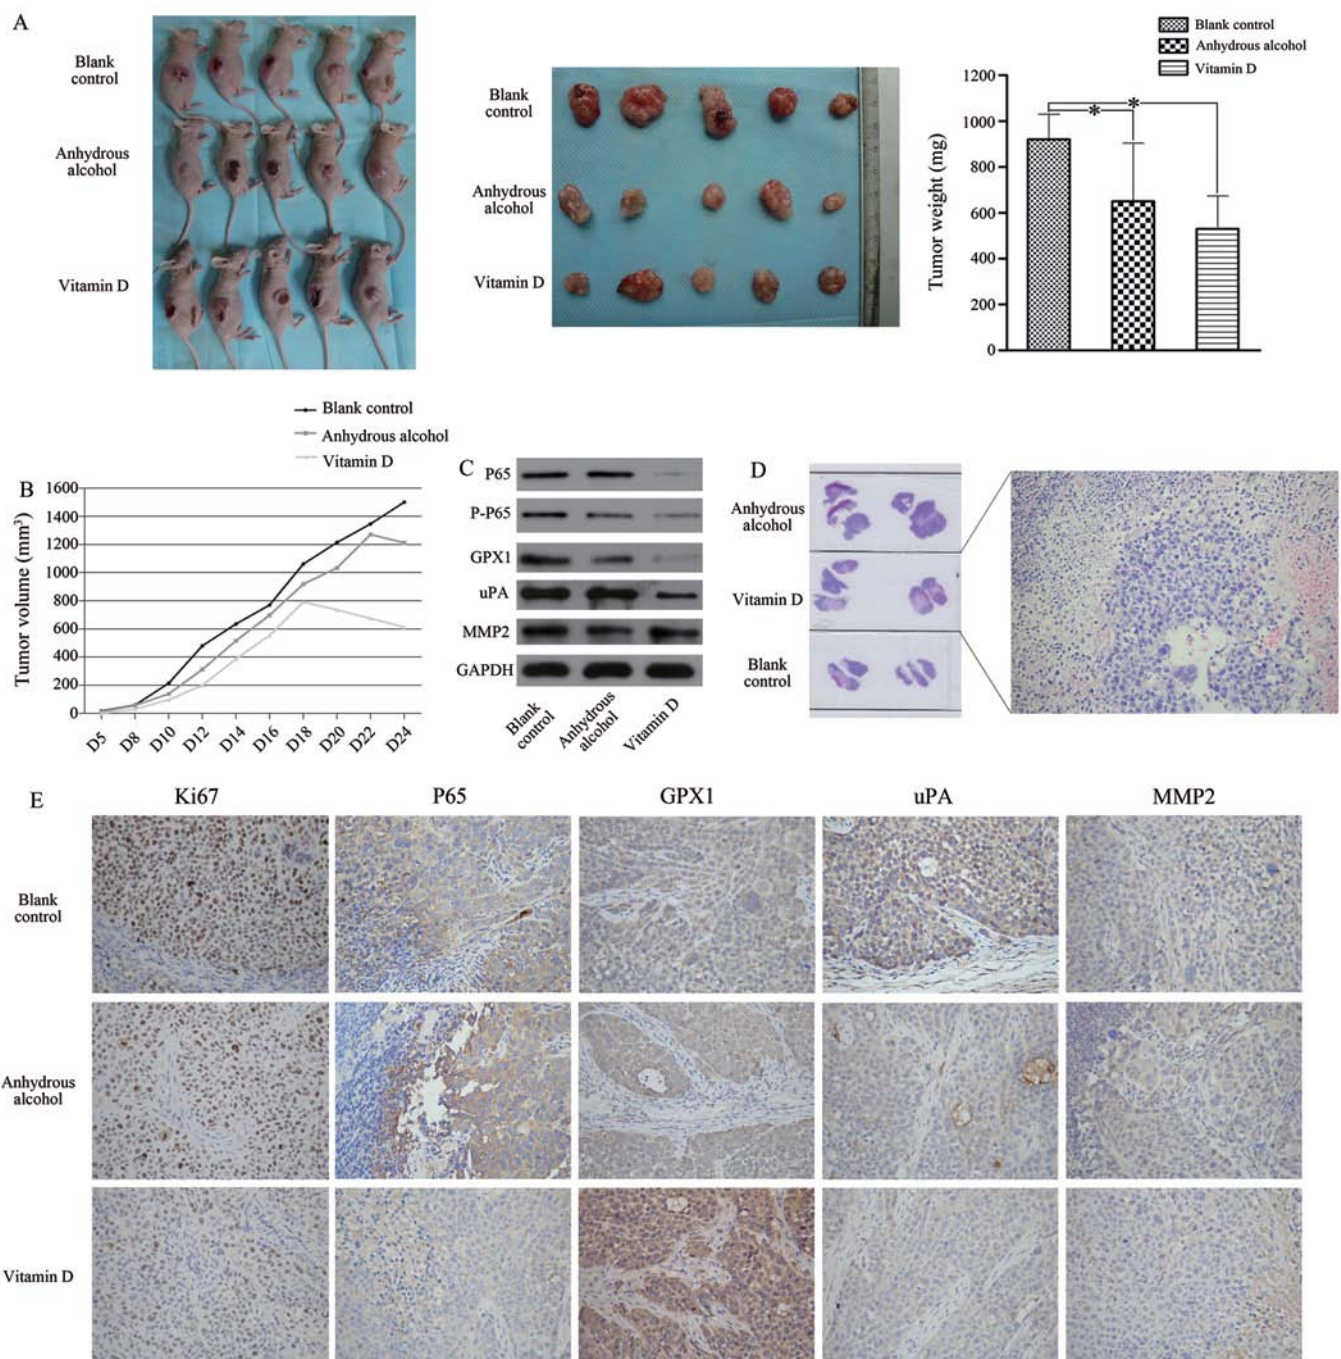 A
Blank
control
Anhydrous
alcohol
Vitamin D
Blank
control
Anhydrous
alcohol
Vitamin D
Blank control
Anhydrous alcohol
Vitamin D
Tumor weight (mg)
1200
1000
800
600
400
200
0
*
*
B
Blank control
Anhydrous alcohol
Vitamin D
Tumor volume (mm³)
1600
1400
1200
1000
800
600
400
200
0
D5
D8
D10
D12
D14
D16
D18
D20
D22
D24
C
P65
P-P65
GPX1
uPA
MMP2
GAPDH
Blank
control
Anhydrous
alcohol
Vitamin D
D
Anhydrous
alcohol
Vitamin D
Blank
control
E
Ki67
P65
GPX1
uPA
MMP2
Blank
control
Anhydrous
alcohol
Vitamin D